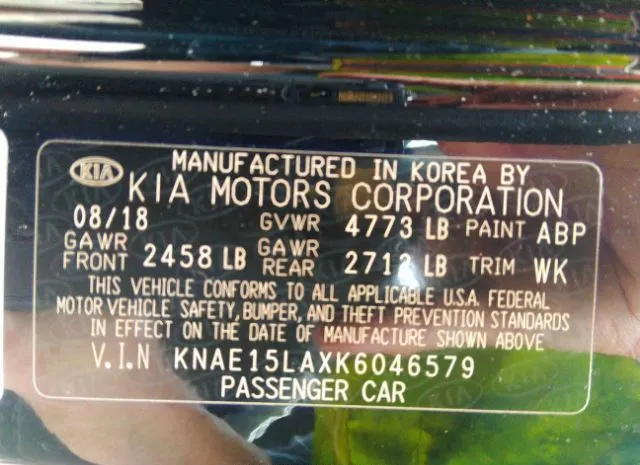 MANUFACTURED IN KOREA BY
KIA KIA MOTORS CORPORATION
08/18 GVWR 4773 LB PAINT ABP
GAWR FRONT 2458 LB GAWR REAR 2712 LB TRIM WK
THIS VEHICLE CONFORMS TO ALL APPLICABLE U.S.A. FEDERAL
MOTOR VEHICLE SAFETY, BUMPER, AND THEFT PREVENTION STANDARDS
IN EFFECT ON THE DATE OF MANUFACTURE SHOWN ABOVE
V.I.N KNAE15LAXK6046579
PASSENGER CAR